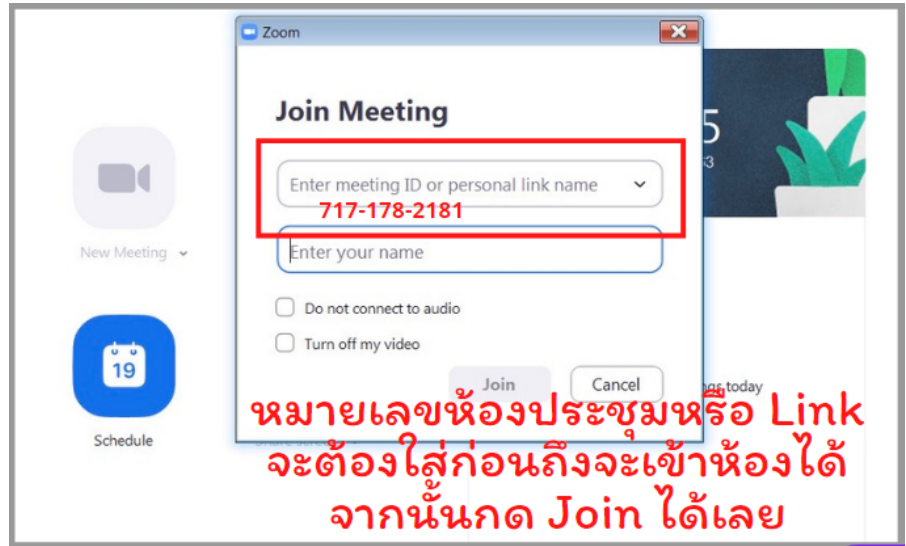 Zoom
Join Meeting
Enter meeting ID or personal link name
717-178-2181
Enter your name
Do not connect to audio
Turn off my video
Join
Cancel
New Meeting
19
Schedule
5
3
today
หมายเลขห้องประชุมหรือ Link
จะต้องใส่ก่อนถึงจะเข้าห้องได้
จากนั้นกด Join ได้เลย